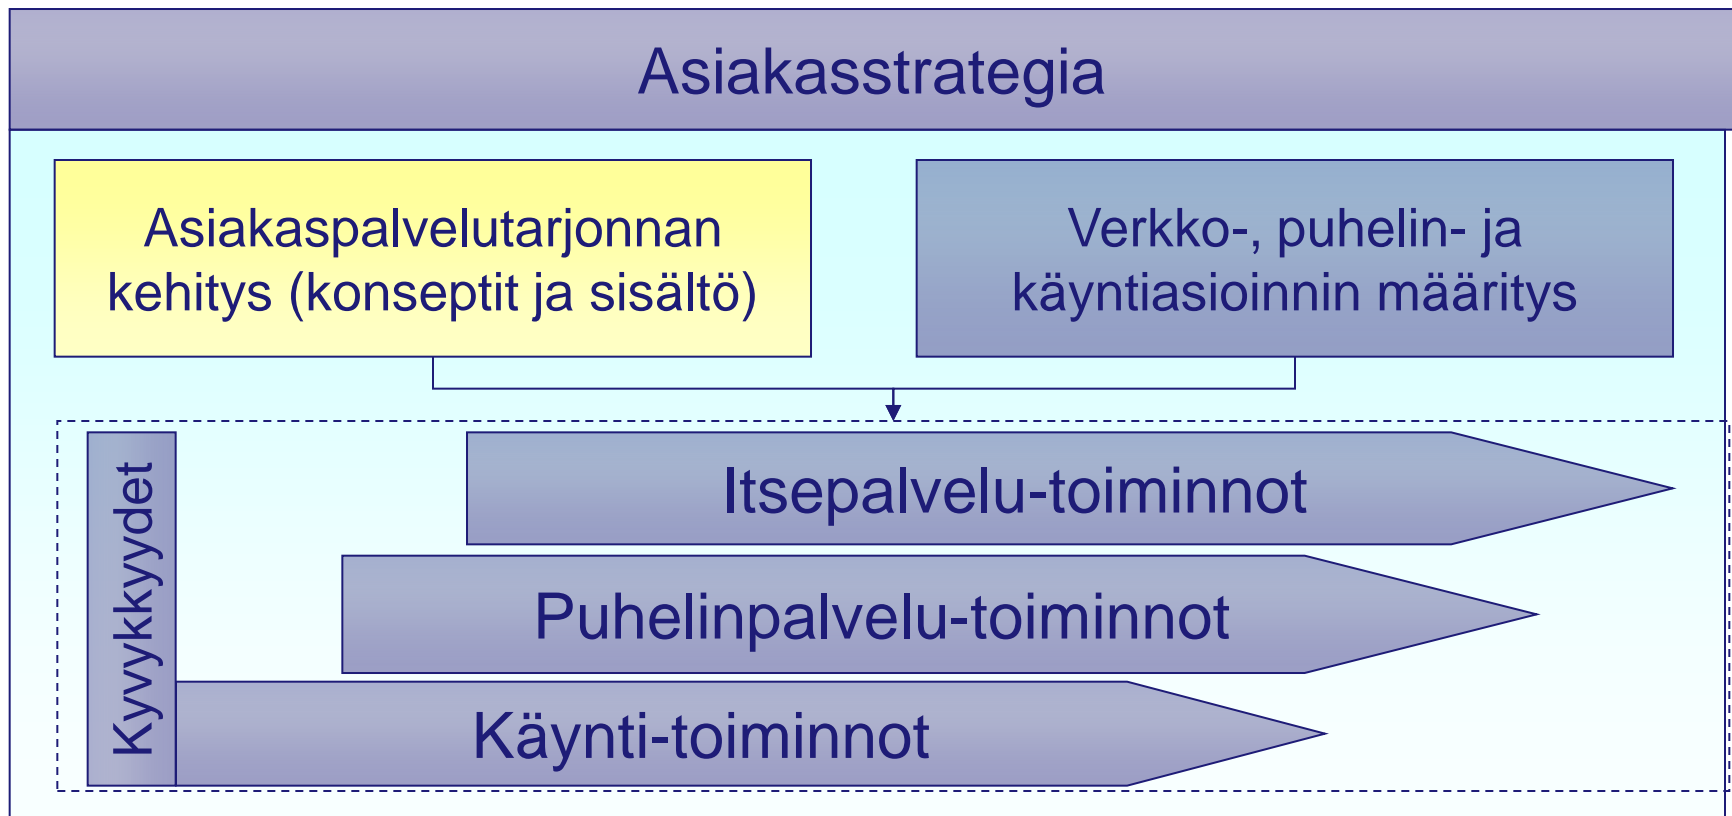 Asiakasstrategia
Asiakaspalvelutarjonnan
kehitys (konseptit ja sisältö)
Verkko-, puhelin- ja
käyntiasioinnin määritys
Kyvykkyydet
Itsepalvelu-toiminnot
Puhelinpalvelu-toiminnot
Käynti-toiminnot